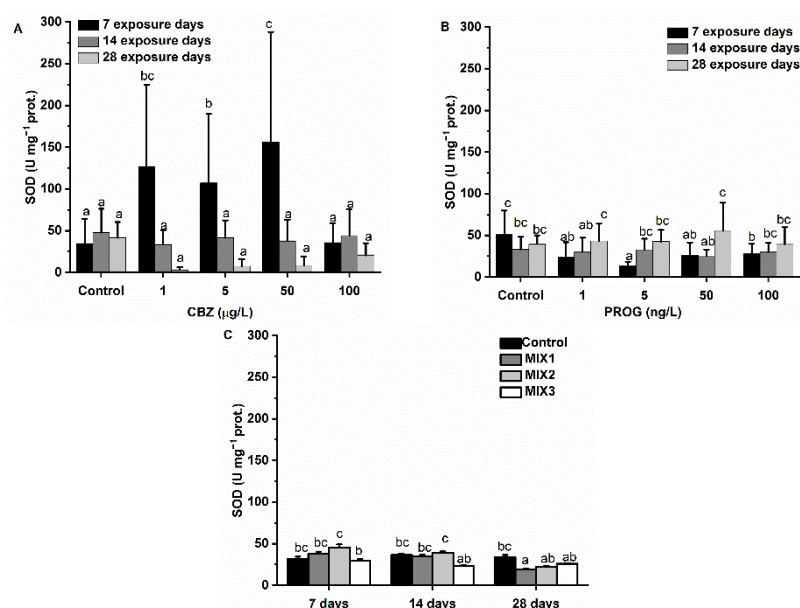 A
7 exposure days
14 exposure days
28 exposure days
SOD (U mg⁻¹ prot.)
300
250
200
150
100
50
0
a a a
bc a a
b a a
c a a
a a a
Control 1 5 50 100
CBZ (µg/L)
B
7 exposure days
14 exposure days
28 exposure days
SOD (U mg⁻¹ prot.)
300
250
200
150
100
50
0
c bc bc
ab ab c
a bc bc
ab ab c
b bc bc
Control 1 5 50 100
PROG (ng/L)
C
Control
MIX1
MIX2
MIX3
SOD (U mg⁻¹ prot.)
300
250
200
150
100
50
0
bc bc c b
bc bc c ab
bc a ab ab
7 days 14 days 28 days